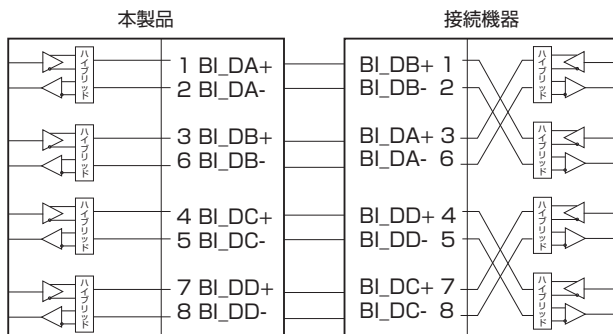 本製品
接続機器
ハイブリッド
1 BI_DA+
2 BI_DA-
ハイブリッド
3 BI_DB+
6 BI_DB-
ハイブリッド
4 BI_DC+
5 BI_DC-
ハイブリッド
7 BI_DD+
8 BI_DD-
BI_DB+ 1
BI_DB- 2
ハイブリッド
BI_DA+ 3
BI_DA- 6
ハイブリッド
BI_DD+ 4
BI_DD- 5
ハイブリッド
BI_DC+ 7
BI_DC- 8
ハイブリッド